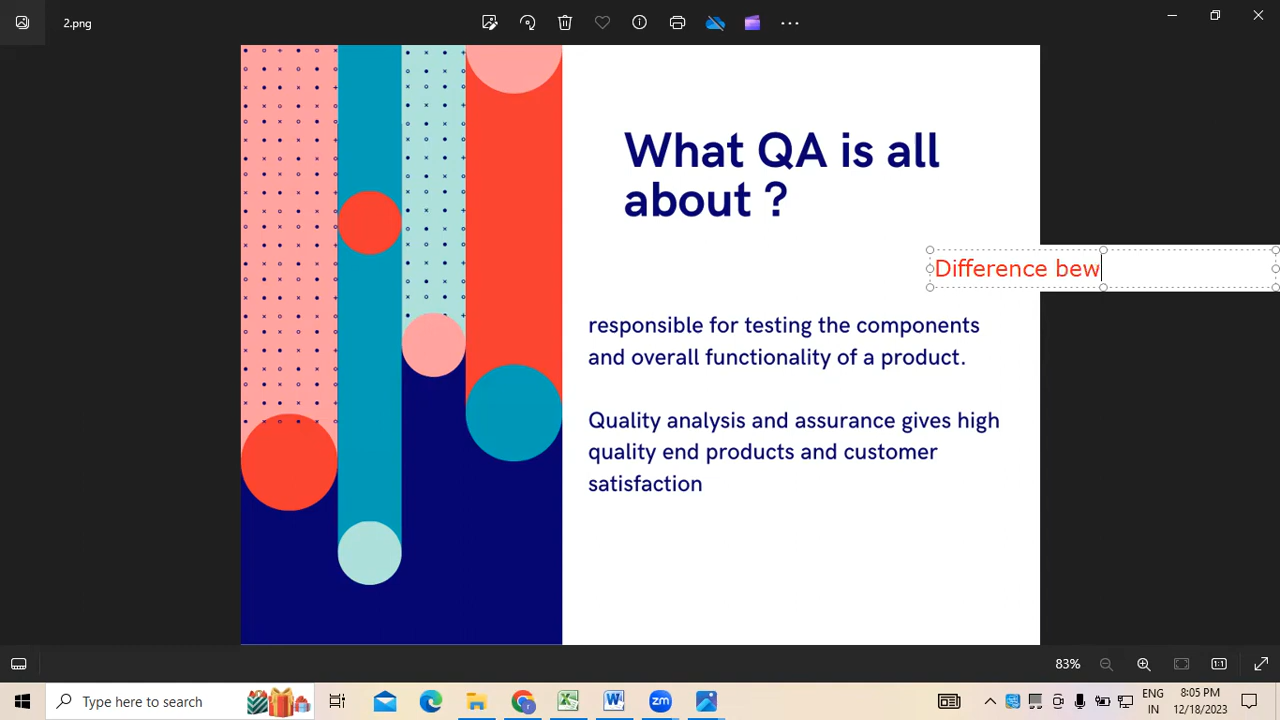 2.png
What QA is all
about ?
Difference bew
responsible for testing the components
and overall functionality of a product.
Quality analysis and assurance gives high
quality end products and customer
satisfaction
83%
Type here to search
zm
ENG
IN
8:05 PM
12/18/2023